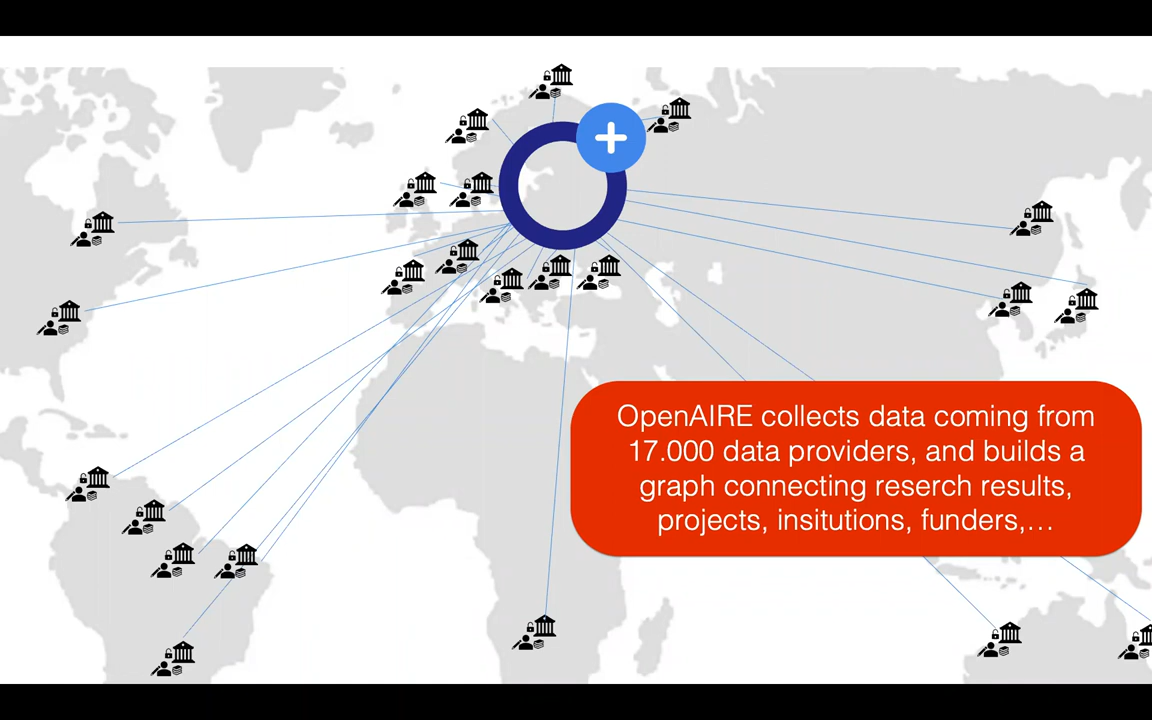 OpenAIRE collects data coming from
17.000 data providers, and builds a
graph connecting reserch results,
projects, insitutions, funders,...